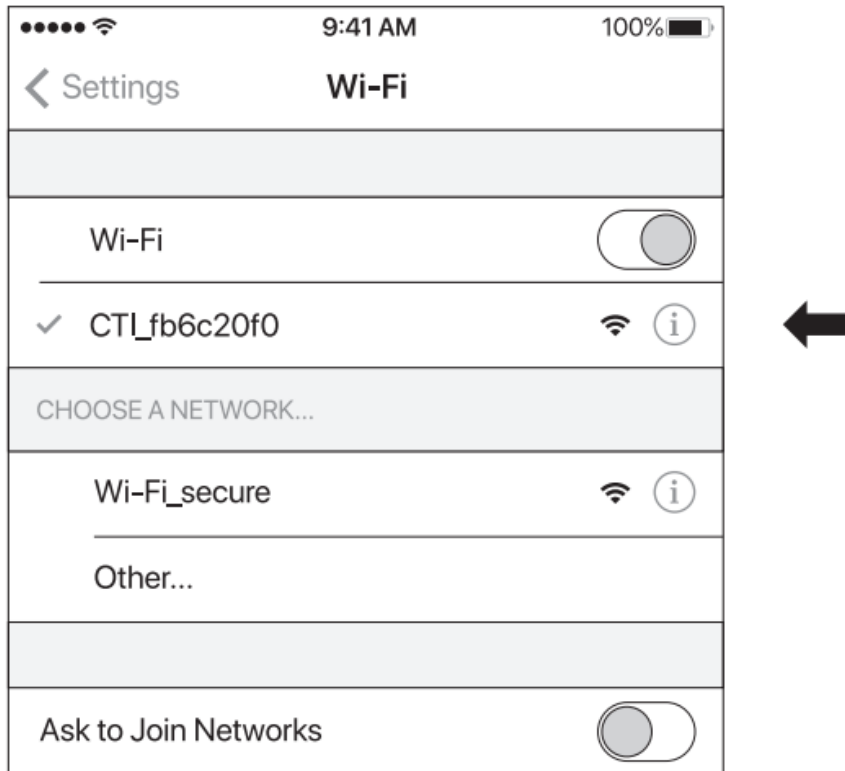 9:41 AM 100%
Settings Wi-Fi
Wi-Fi
CTI_fb6c20f0 i
CHOOSE A NETWORK...
Wi-Fi_secure i
Other...
Ask to Join Networks